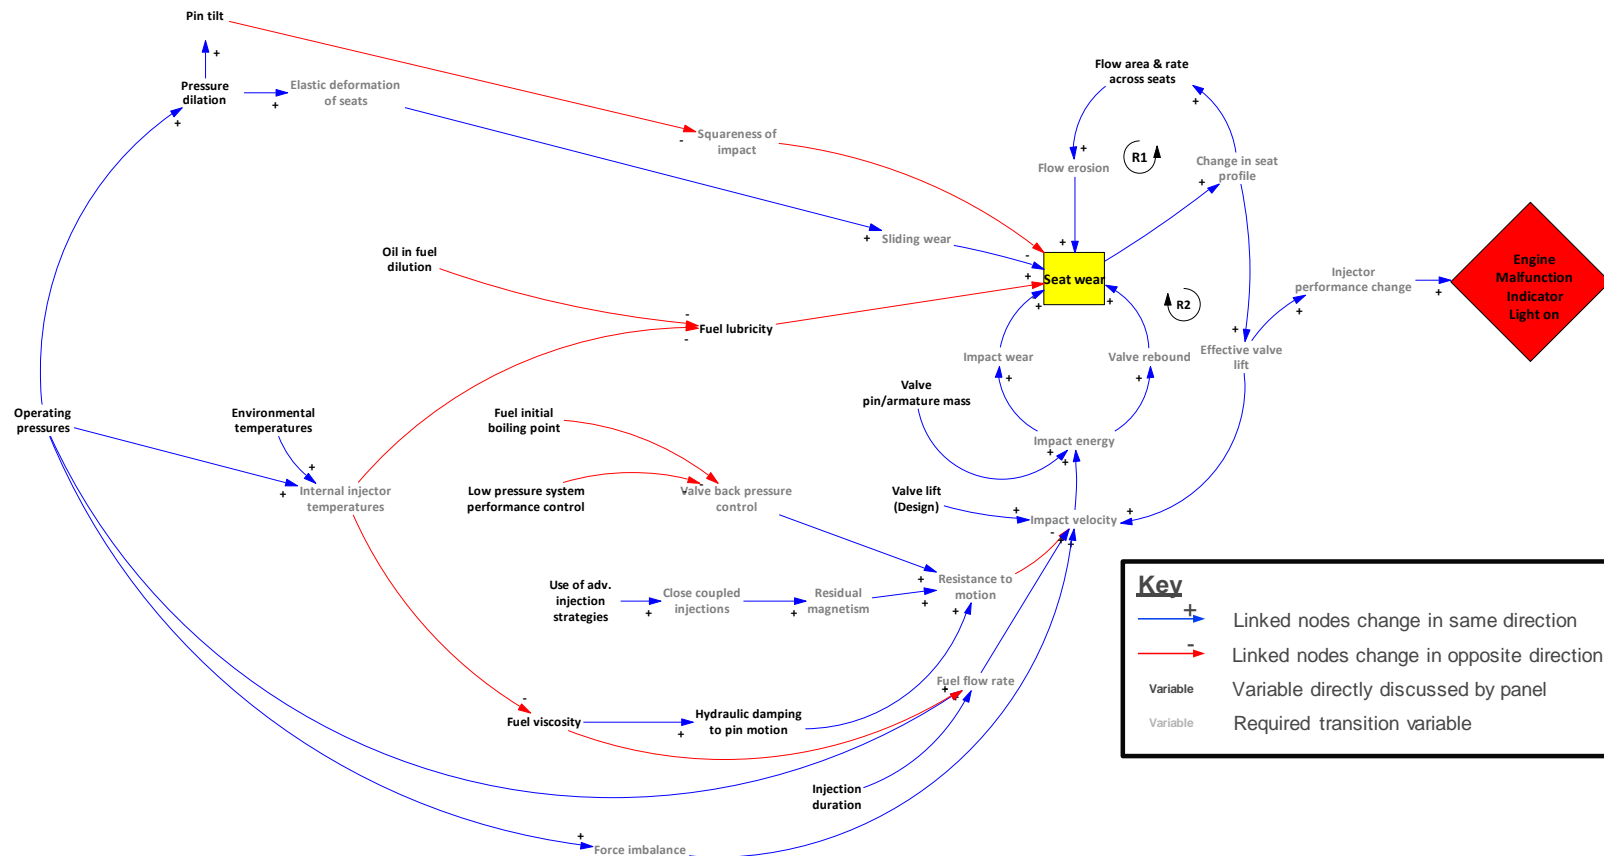 Pin tilt
+
Pressure
dilation
+
+
Elastic deformation
of seats
Squareness of
impact
-
Flow area & rate
across seats
+
+
R1
Flow erosion
Change in seat
profile
+
+
Sliding wear
+
Oil in fuel
dilution
-
+
Seat wear
+
+
R2
Injector
performance change
+
+
Engine
Malfunction
Indicator
Light on
-
-
Fuel lubricity
Impact wear
+
Valve rebound
+
+
Effective valve
lift
Valve
pin/armature mass
Operating
pressures
Environmental
temperatures
+
+
Internal injector
temperatures
Fuel initial
boiling point
Low pressure system
performance control
-
-
Valve back pressure
control
Impact energy
+
+
Valve lift
(Design)
+
Impact velocity
+
-
+
+
Use of adv.
injection
strategies
+
Close coupled
injections
+
Residual
magnetism
+
+
+
Resistance to
motion
-
Fuel viscosity
+
Hydraulic damping
to pin motion
+
-
Fuel flow rate
Injection
duration
+
Force imbalance
Key
+
Linked nodes change in same direction
-
Linked nodes change in opposite direction
Variable
Variable directly discussed by panel
Variable
Required transition variable